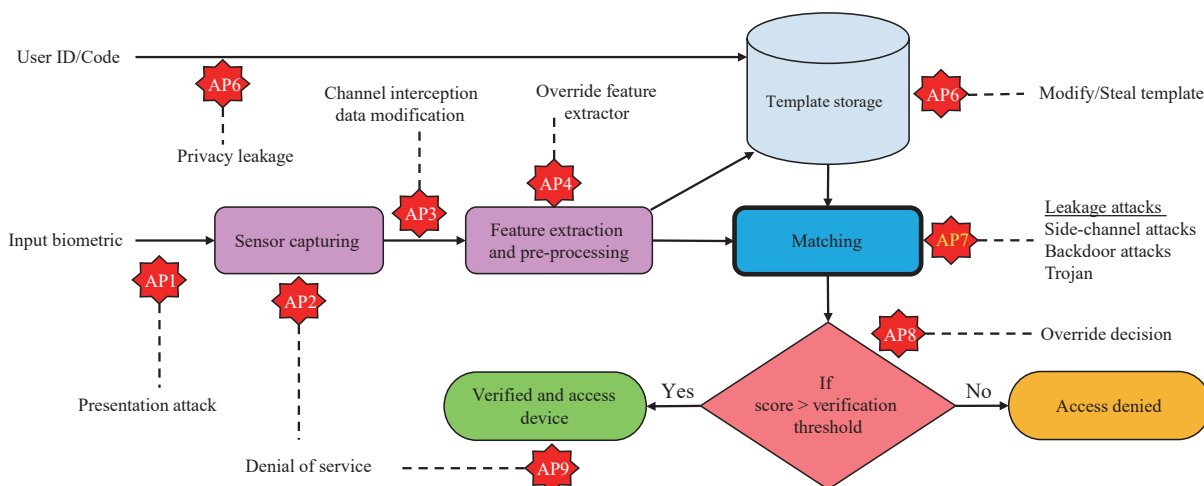 User ID/Code
AP6
Privacy leakage
Channel interception
data modification
AP3
Override feature
extractor
AP4
Template storage
AP6
Modify/Steal template
Input biometric
AP1
Presentation attack
Sensor capturing
AP2
Denial of service
Feature extraction
and pre-processing
Matching
AP7
Leakage attacks
Side-channel attacks
Backdoor attacks
Trojan
AP8
Override decision
If
score > verification
threshold
Yes
No
Verified and access
device
AP9
Access denied